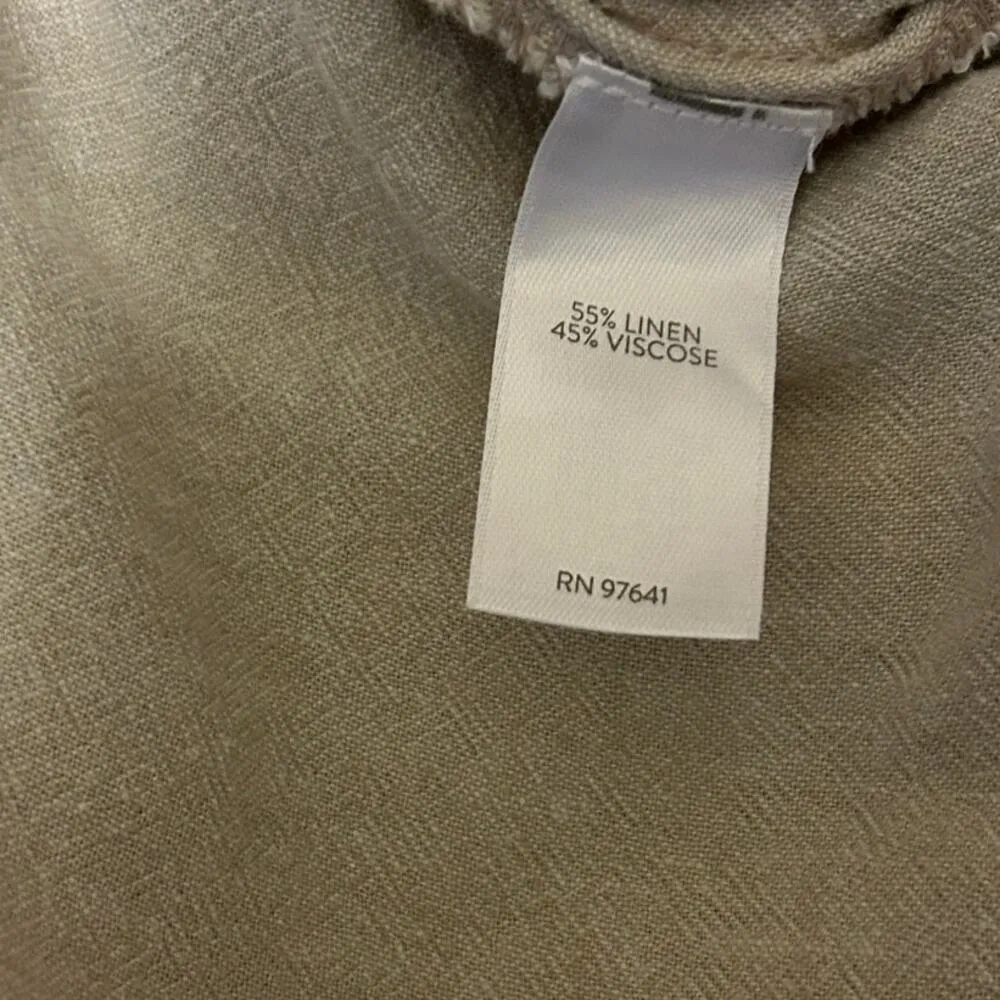 55% LINEN
45% VISCOSE
RN 97641